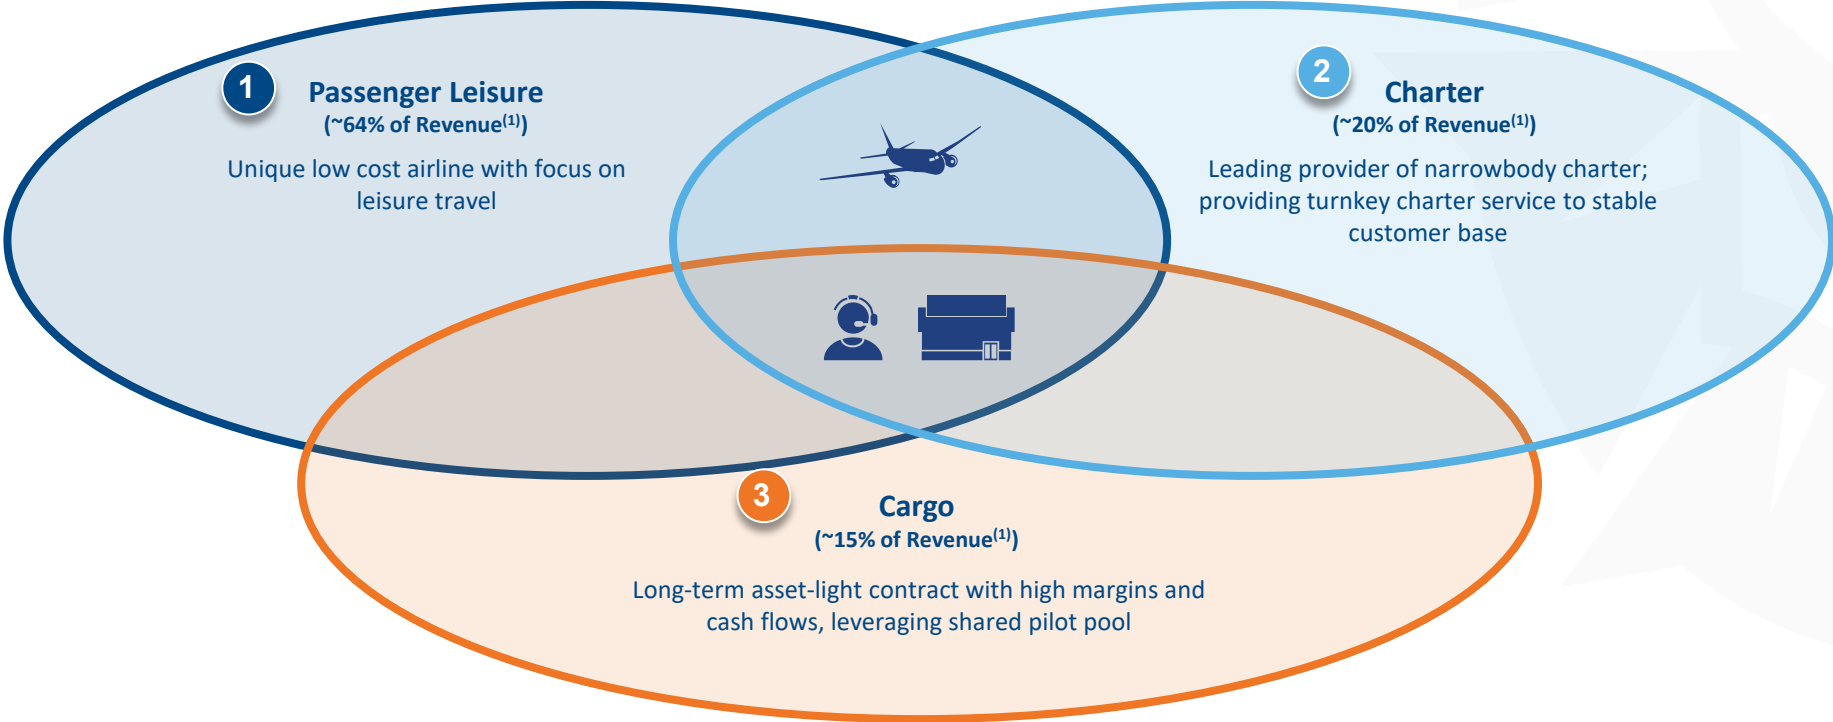 1
Passenger Leisure
(~64% of Revenue(1))
Unique low cost airline with focus on
leisure travel
2
Charter
(~20% of Revenue(1))
Leading provider of narrowbody charter;
providing turnkey charter service to stable
customer base
3
Cargo
(~15% of Revenue(1))
Long-term asset-light contract with high margins and
cash flows, leveraging shared pilot pool